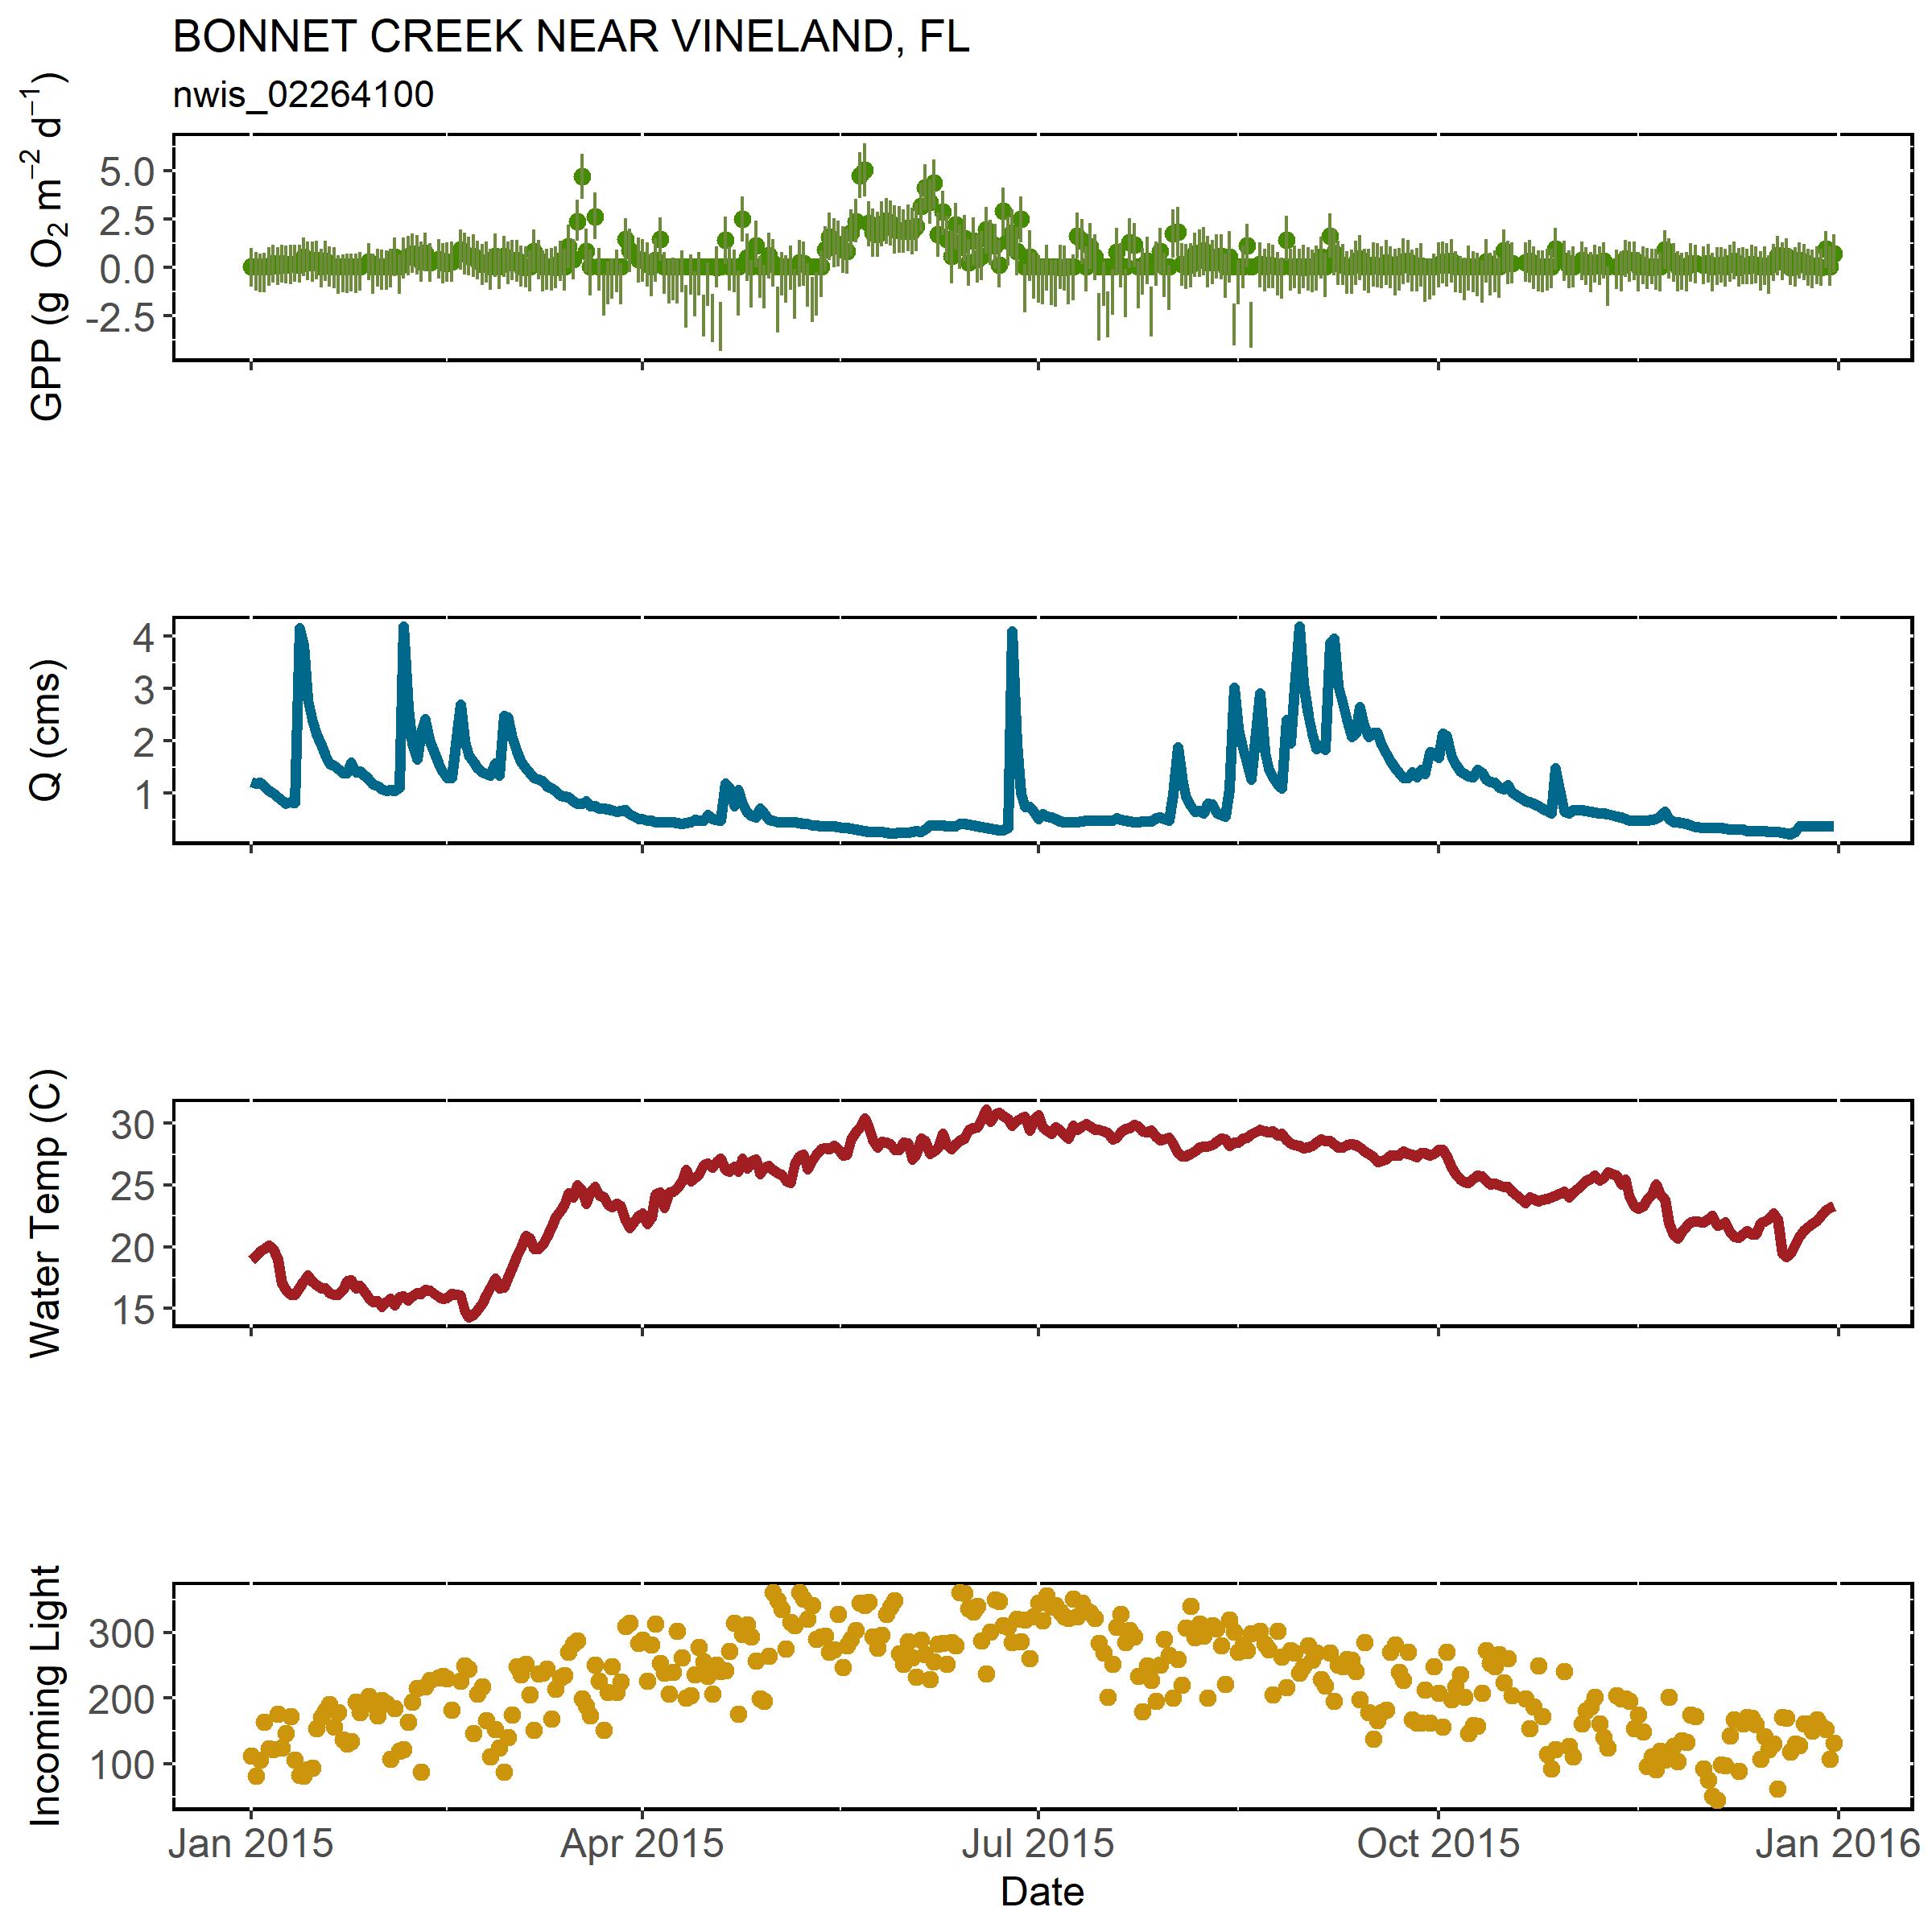 BONNET CREEK NEAR VINELAND, FL
nwis_02264100
GPP (g O₂ m⁻² d⁻¹)
5.0
2.5
0.0
-2.5
Q (cms)
4
3
2
1
Water Temp (C)
30
25
20
15
Incoming Light
300
200
100
Jan 2015 Apr 2015 Jul 2015 Oct 2015 Jan 2016
Date